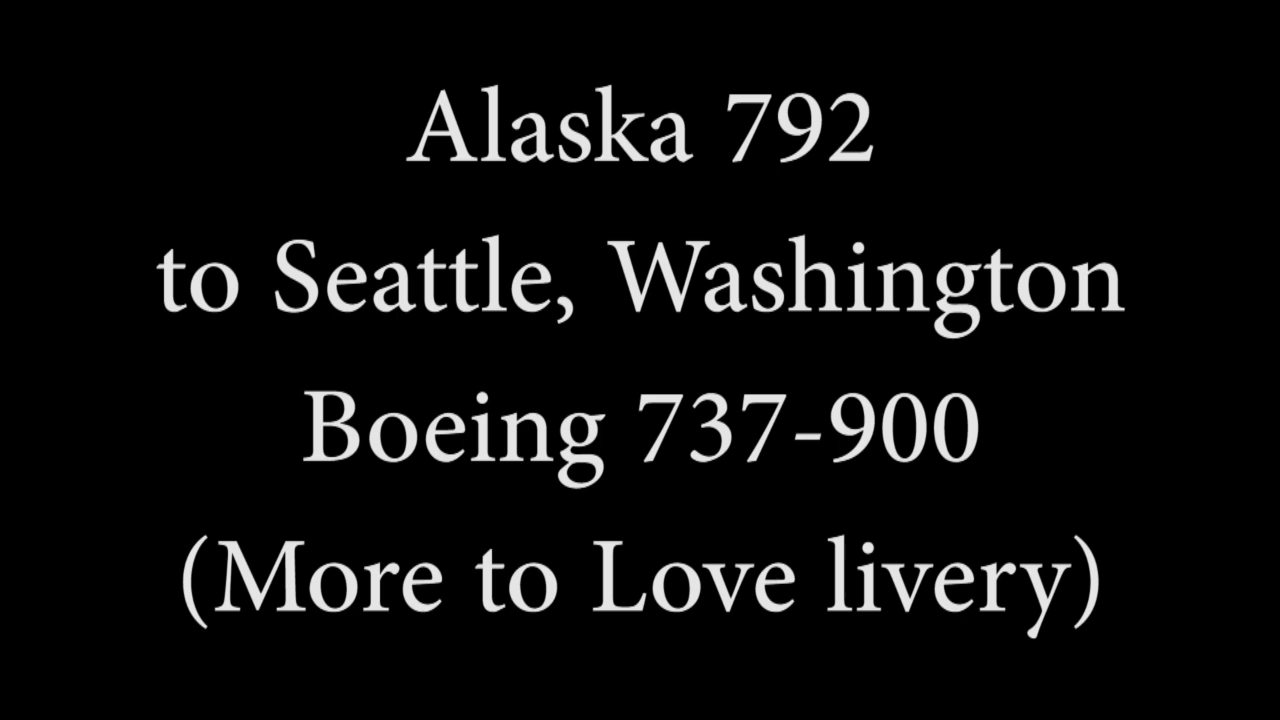 Alaska 792
to Seattle, Washington
Boeing 737-900
(More to Love livery)